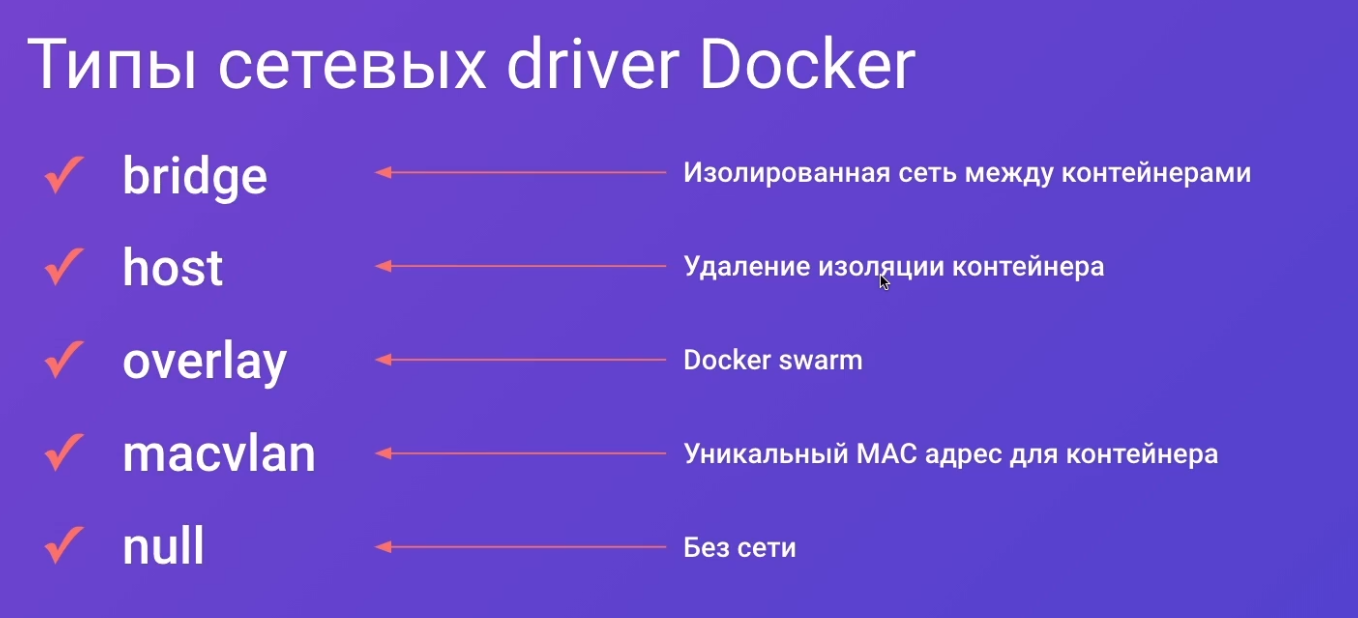 Типы сетевых driver Docker
bridge
Изолированная сеть между контейнерами
host
Удаление изоляции контейнера
overlay
Docker swarm
macvlan
Уникальный MAC адрес для контейнера
null
Без сети